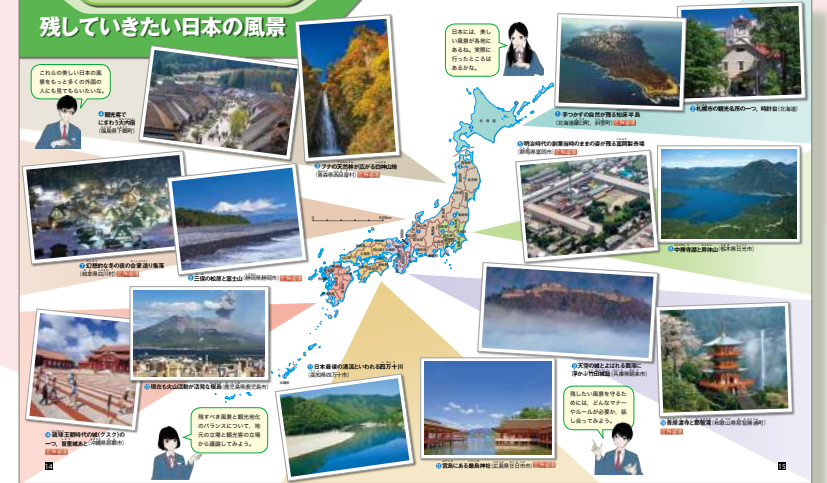 残していきたい日本の風景
これらの美しい日本の風
景をもっと多くの外国の
人にも見てもらいたいな。
日本には、美し
い風景が各地に
あるね。実際に
行ったところは
あるかな。
①手つかずの自然が残る知床半島
(北海道羅臼町、斜里町)
②札幌市の観光名所の一つ、時計台(北海道)
③ブナの天然林が広がる白神山地
(青森県西目屋村)
④観光客で
にぎわう大内宿
(福島県下郷町)
⑤明治時代の創業当時のままの姿が残る富岡製糸場
(群馬県富岡市)
⑥中禅寺湖と男体山(栃木県日光市)
⑦幻想的な冬の夜の合掌造り集落
(岐阜県白川村)
⑧三保の松原と富士山(静岡県静岡市)
⑨天空の城とよばれる雲海に
浮かぶ竹田城跡(兵庫県朝来市)
⑩青岸渡寺と那智滝(和歌山県那智勝浦町)
⑪日本最後の清流といわれる四万十川
(高知県四万十市)
⑫宮島にある厳島神社(広島県廿日市市)
⑬現在も火山活動が活発な桜島(鹿児島県鹿児島市)
⑭琉球王朝時代の城(グスク)の
一つ、首里城あと(沖縄県那覇市)
残すべき風景と観光地化
のバランスについて、地
元の立場と観光客の立場
から議論してみよう。
残したい風景を守るた
めには、どんなマナー
やルールが必要か、話
し合ってみよう。
14
15